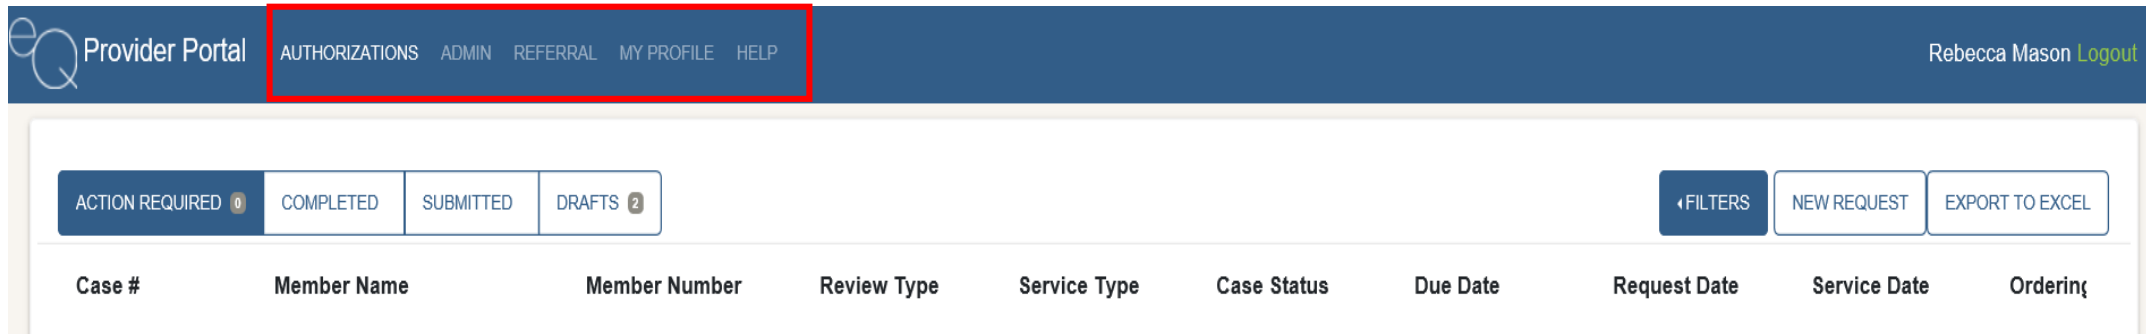 eQ Provider Portal AUTHORIZATIONS ADMIN REFERRAL MY PROFILE HELP Rebecca Mason Logout
ACTION REQUIRED 0 COMPLETED SUBMITTED DRAFTS 2 FILTERS NEW REQUEST EXPORT TO EXCEL
Case # Member Name Member Number Review Type Service Type Case Status Due Date Request Date Service Date Ordering